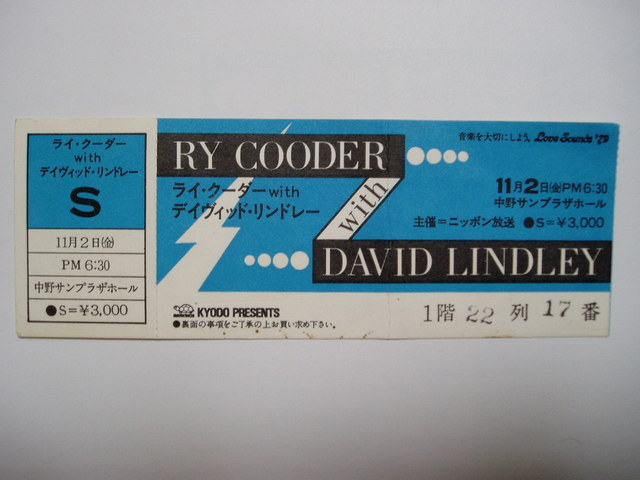 ライ・クーダー
with
デイヴィッド・リンドレー
S
11月2日(金)
PM 6:30
中野サンプラザホール
●S=¥3,000
音楽を大切にしよう。 Love Sounds '79
RY COODER
ライ・クーダー with
デイヴィッド・リンドレー
with
DAVID LINDLEY
11月2日(金)PM6:30
中野サンプラザホール
主催=ニッポン放送 ●S=¥3,000
KYODO PRESENTS
●裏面の事項をご了承の上お買い求め下さい。
1階 22 列 17 番